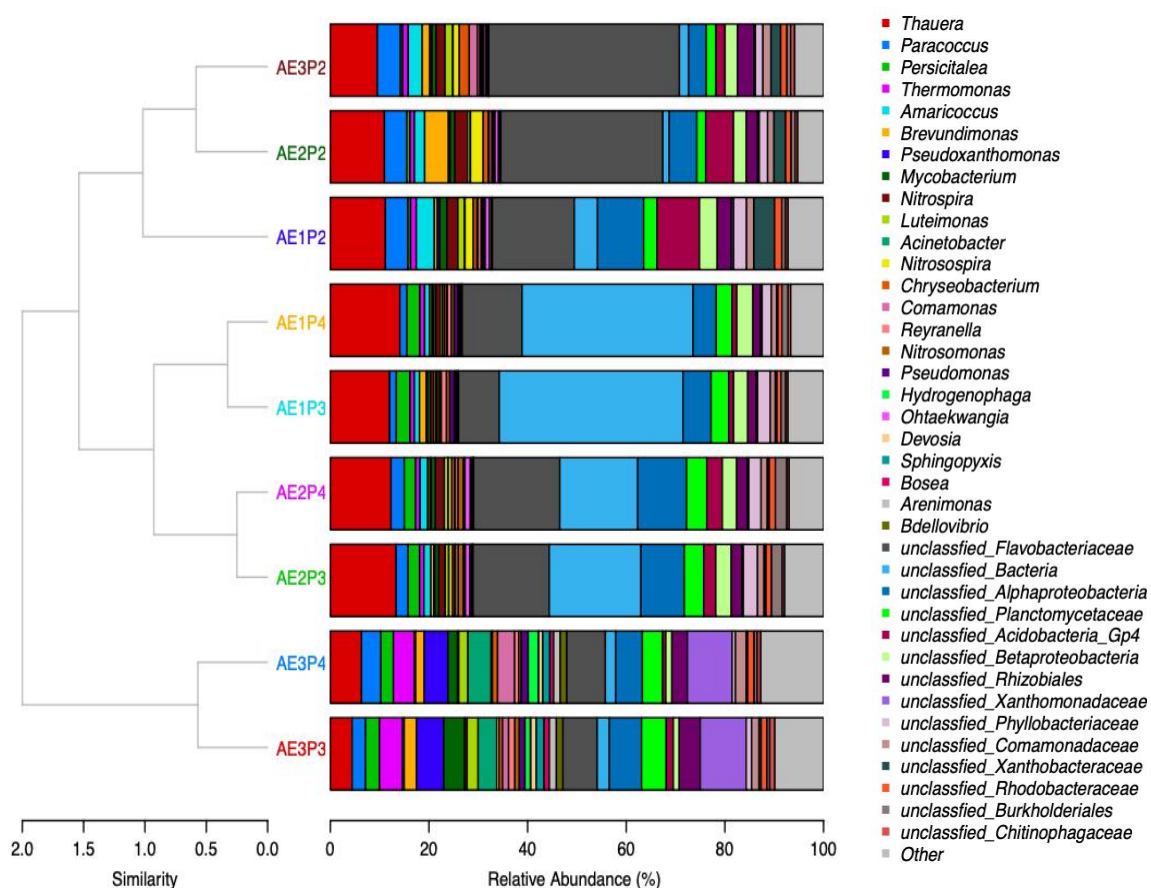 AE3P2
AE2P2
AE1P2
AE1P4
AE1P3
AE2P4
AE2P3
AE3P4
AE3P3
2.0 1.5 1.0 0.5 0.0
Similarity
0 20 40 60 80 100
Relative Abundance (%)
Thauera
Paracoccus
Persicitalea
Thermomonas
Amaricoccus
Brevundimonas
Pseudoxanthomonas
Mycobacterium
Nitrospira
Luteimonas
Acinetobacter
Nitrosospira
Chryseobacterium
Comamonas
Reyranella
Nitrosomonas
Pseudomonas
Hydrogenophaga
Ohtaekwangia
Devosia
Sphingopyxis
Bosea
Arenimonas
Bdellovibrio
unclassfied_Flavobacteriaceae
unclassfied_Bacteria
unclassfied_Alphaproteobacteria
unclassfied_Planctomycetaceae
unclassfied_Acidobacteria_Gp4
unclassfied_Betaproteobacteria
unclassfied_Rhizobiales
unclassfied_Xanthomonadaceae
unclassfied_Phyllobacteriaceae
unclassfied_Comamonadaceae
unclassfied_Xanthobacteraceae
unclassfied_Rhodobacteraceae
unclassfied_Burkholderiales
unclassfied_Chitinophagaceae
Other